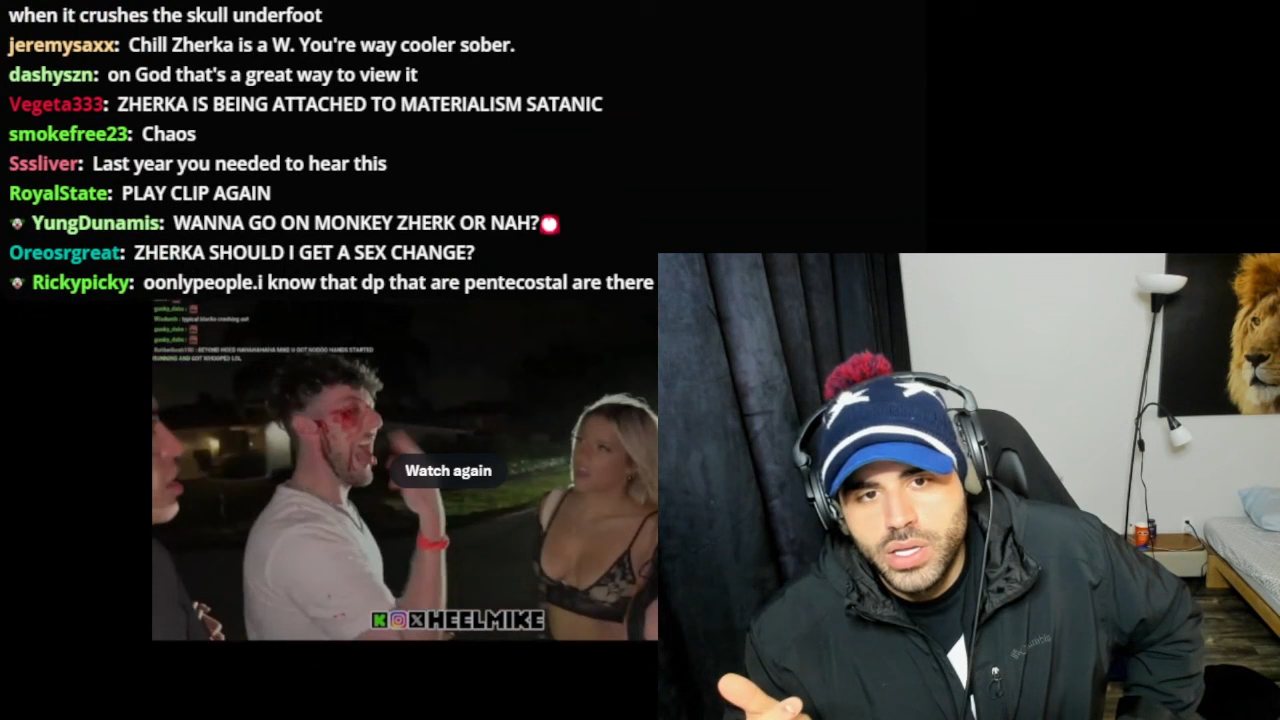 when it crushes the skull underfoot
jeremysaxx: Chill Zherka is a W. You're way cooler sober.
dashyszn: on God that's a great way to view it
Vegeta333: ZHERKA IS BEING ATTACHED TO MATERIALISM SATANIC
smokefree23: Chaos
Sssliver: Last year you needed to hear this
RoyalState: PLAY CLIP AGAIN
YungDunamis: WANNA GO ON MONKEY ZHERK OR NAH?
Oreosrgreat: ZHERKA SHOULD I GET A SEX CHANGE?
Rickypicky: oonlypeople.i know that dp that are pentecostal are there
Watch again
K X HEELMIKE
Columbia